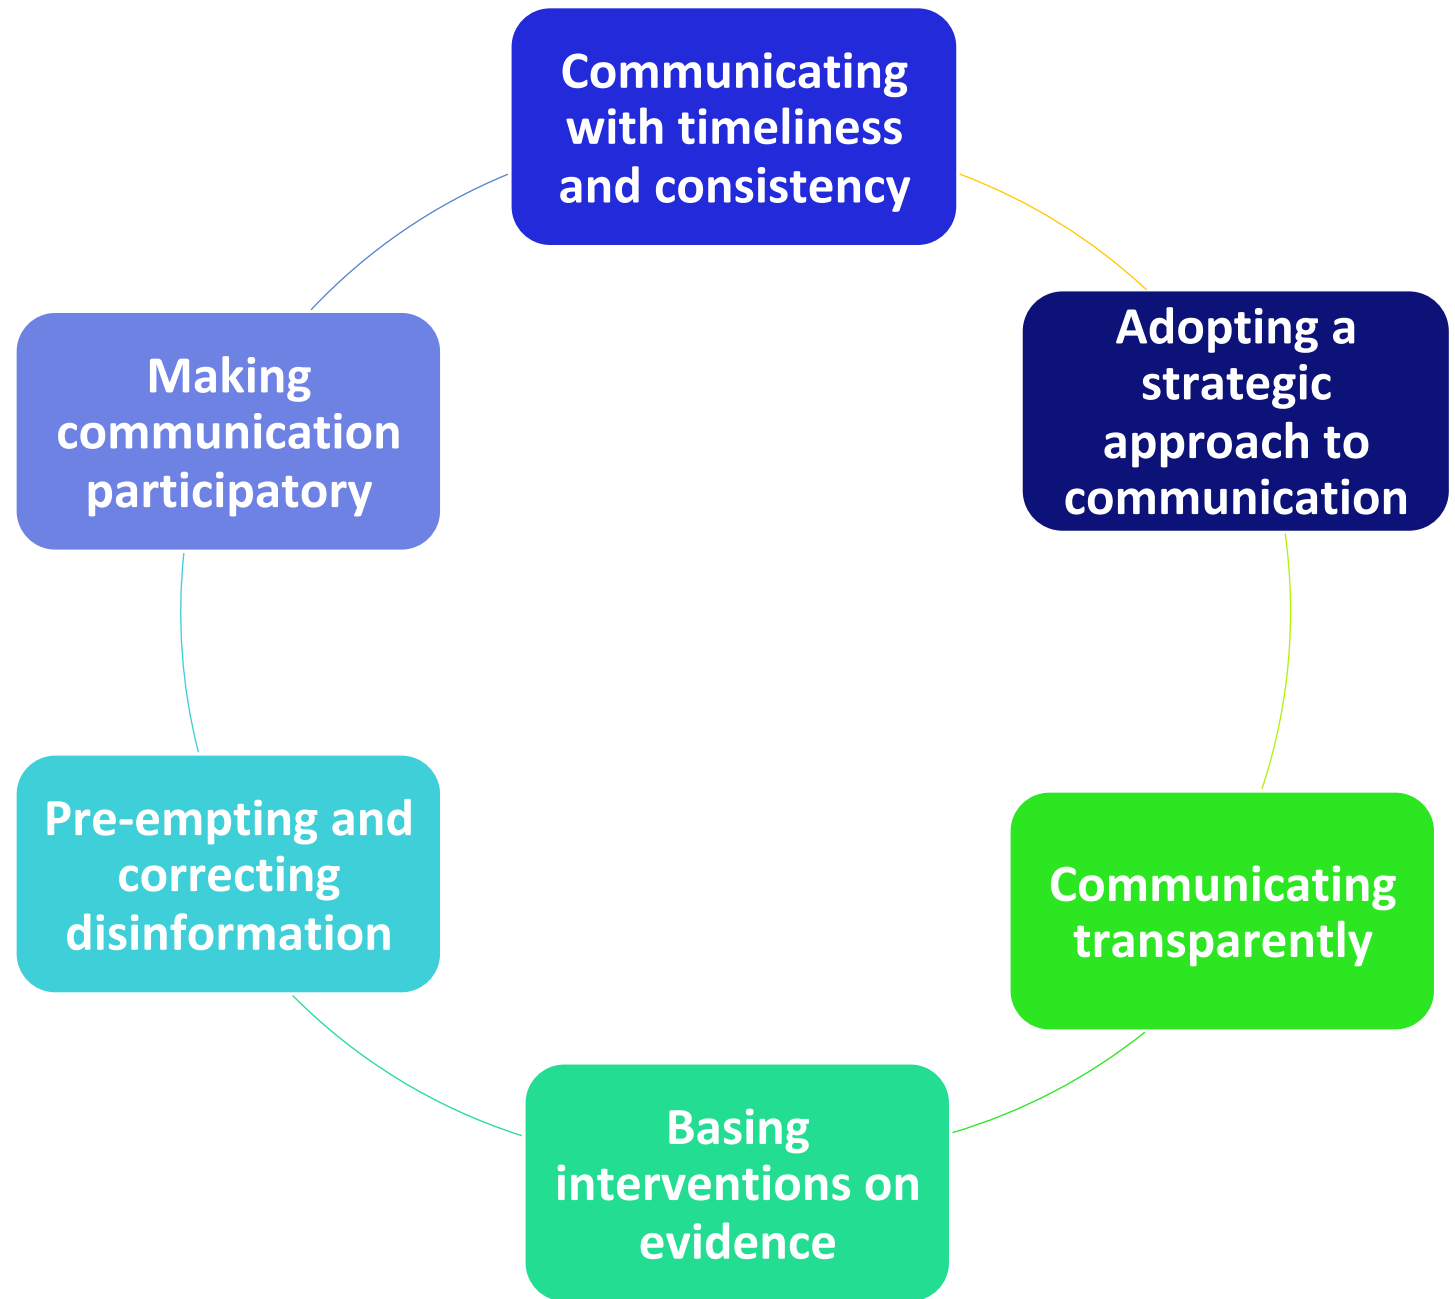 Communicating
with timeliness
and consistency
Adopting a
strategic
approach to
communication
Communicating
transparently
Basing
interventions on
evidence
Pre-empting and
correcting
disinformation
Making
communication
participatory